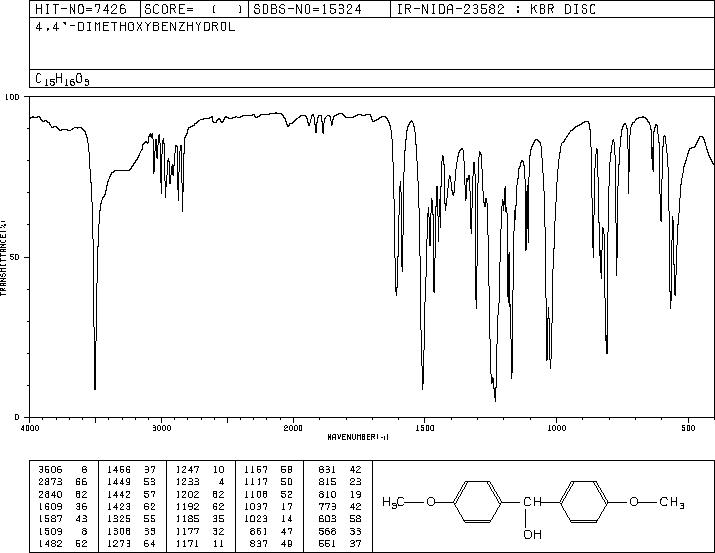 HIT-NO=7426 SCORE= ( ) SDBS-NO=15324 IR-NIDA-23582 : KBR DISC
4,4'-DIMETHOXYBENZHYDROL
C15H16O3
100
50
0
TRANSMITTANCE(%)
4000 3000 2000 1500 1000 500
WAVENUMBER(-1)
3506 8 1466 37 1247 10 1157 58 831 42
2873 66 1449 53 1233 4 1117 50 815 23
2840 62 1442 57 1202 62 1108 52 810 19
1609 36 1423 62 1192 62 1037 17 773 42
1587 43 1325 55 1185 35 1023 14 603 58
1509 8 1308 33 1177 32 861 47 568 33
1482 52 1273 64 1171 11 837 49 551 37
H3C O CH O CH3
OH